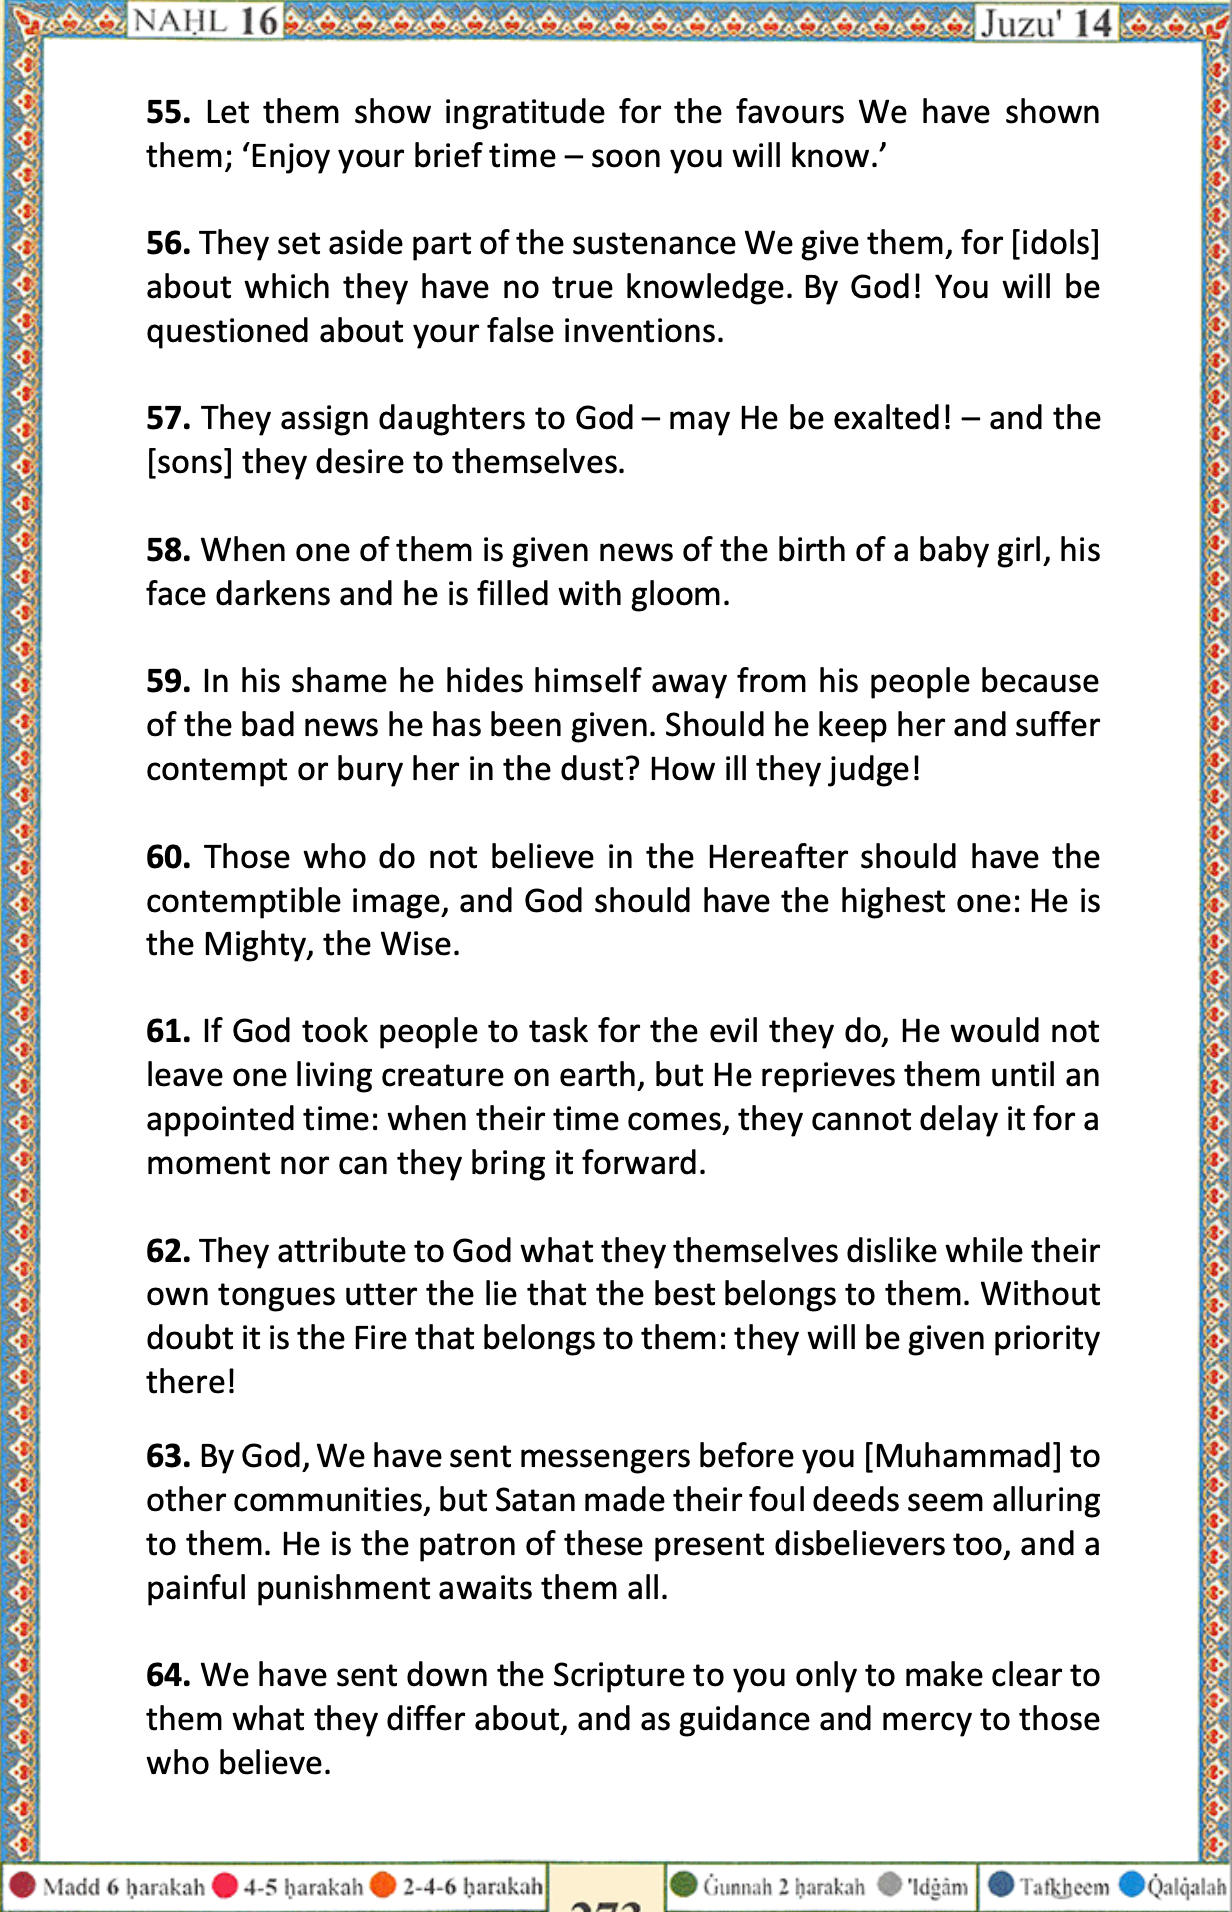 NAḤL 16
Juzu' 14
55. Let them show ingratitude for the favours We have shown
them; ‘Enjoy your brief time – soon you will know.’
56. They set aside part of the sustenance We give them, for [idols]
about which they have no true knowledge. By God! You will be
questioned about your false inventions.
57. They assign daughters to God – may He be exalted! – and the
[sons] they desire to themselves.
58. When one of them is given news of the birth of a baby girl, his
face darkens and he is filled with gloom.
59. In his shame he hides himself away from his people because
of the bad news he has been given. Should he keep her and suffer
contempt or bury her in the dust? How ill they judge!
60. Those who do not believe in the Hereafter should have the
contemptible image, and God should have the highest one: He is
the Mighty, the Wise.
61. If God took people to task for the evil they do, He would not
leave one living creature on earth, but He reprieves them until an
appointed time: when their time comes, they cannot delay it for a
moment nor can they bring it forward.
62. They attribute to God what they themselves dislike while their
own tongues utter the lie that the best belongs to them. Without
doubt it is the Fire that belongs to them: they will be given priority
there!
63. By God, We have sent messengers before you [Muhammad] to
other communities, but Satan made their foul deeds seem alluring
to them. He is the patron of these present disbelievers too, and a
painful punishment awaits them all.
64. We have sent down the Scripture to you only to make clear to
them what they differ about, and as guidance and mercy to those
who believe.
Madd 6 ḥarakah 4-5 ḥarakah 2-4-6 ḥarakah
273
Ġunnah 2 ḥarakah 'Idġâm
Tafkheem Qalqalah